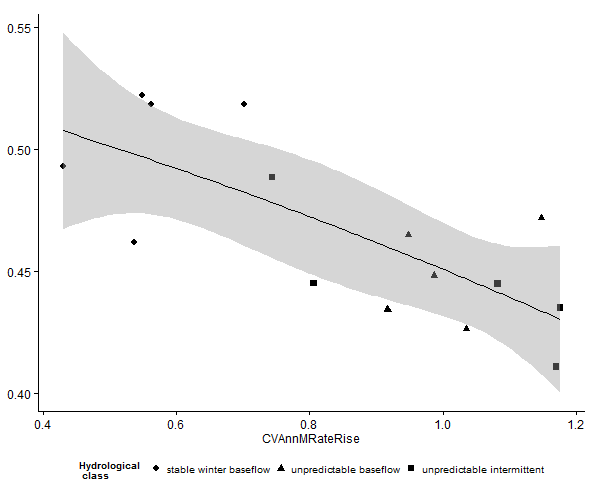 0.55
0.50
0.45
0.40
0.4 0.6 0.8 1.0 1.2
CVAnnMRateRise
Hydrological
class
stable winter baseflow unpredictable baseflow unpredictable intermittent